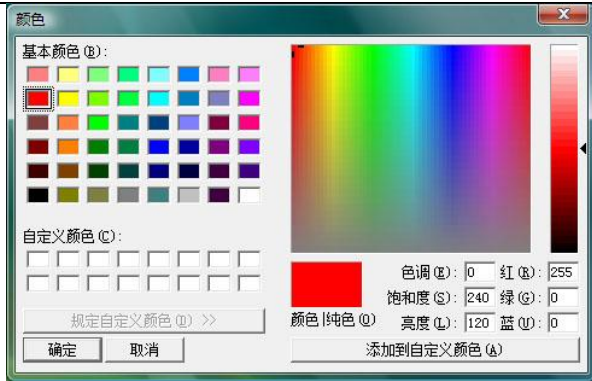 颜色
基本颜色(B):
自定义颜色(C):
规定自定义颜色(D) >>
确定 取消
颜色|纯色(O)
色调(E): 0 红(R): 255
饱和度(S): 240 绿(G): 0
亮度(L): 120 蓝(U): 0
添加到自定义颜色(A)